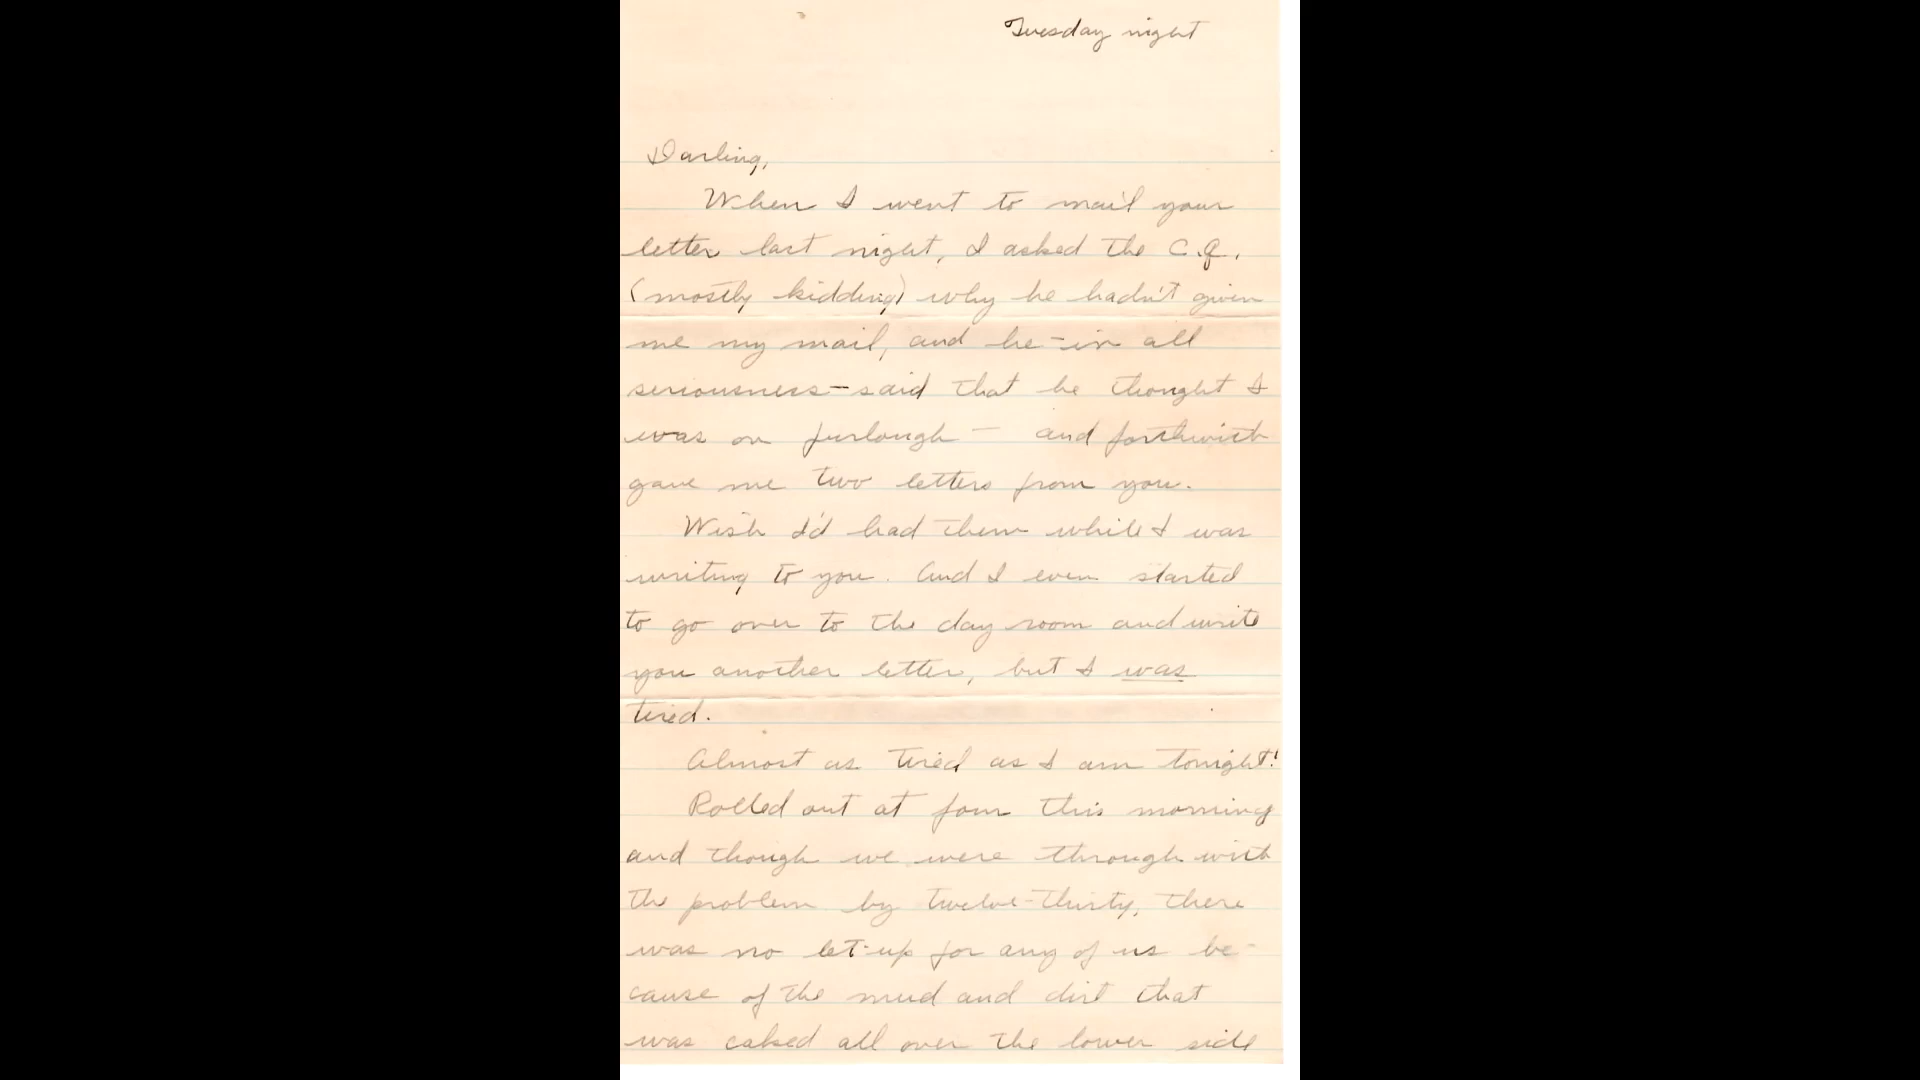 Tuesday night
Darling,
When I went to mail your
letter last night, I asked the C.Q.
(mostly kidding) why he hadn't given
me my mail, and he - in all
seriousness - said that he thought I
was on furlough — and forthwith
gave me two letters from you.
Wish I'd had them while I was
writing to you. And I even started
to go over to the day room and write
you another letter, but I was
tired.
Almost as tired as I am tonight!
Rolled out at four this morning
and though we were through with
the problem by twelve-thirty, there
was no let-up for any of us be-
cause of the mud and dirt that
was caked all over the lower side